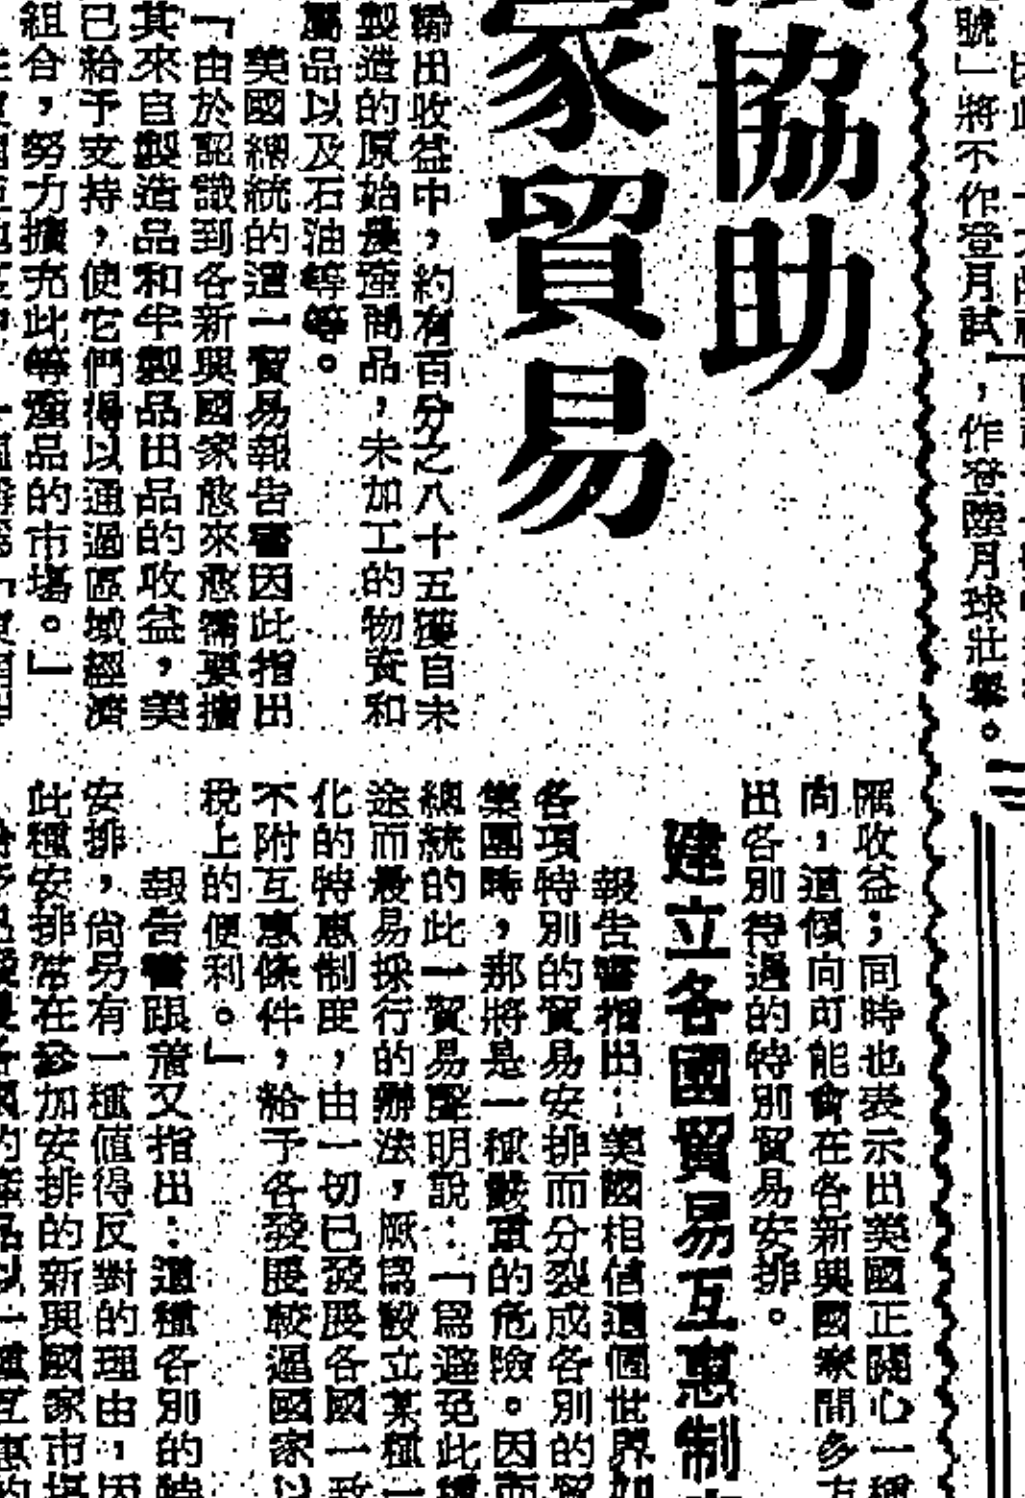 號」將不作登月試
，作登陸月球壯舉。
協助
家貿易
輸出收益中，約有百分之八十五獲自未
製造的原始農產商品，未加工的物資和
屬品以及石油等等。
美國總統的這一貿易報告書因此指出
「由於認識到各新興國家愈來愈需要擴
其來自製造品和半製品出品的收益，美
已給予支持，使它們得以通過區域經濟
組合，努力擴充此等產品的市場。」
匯收益；同時也表示出美國正關心一種
向，這傾向可能會在各新興國家間多方
出各別待遇的特別貿易安排。
建立各國貿易互惠制
報告書指出：美國相信這個世界如
各項特別的貿易安排而分裂成各別的貿
集團時，那將是一種嚴重的危險。因而
總統的此一貿易聲明說：「爲避免此種
途而最易採行的辦法，厥爲設立某種一
化的特惠制度，由一切已發展各國一致
不附互惠條件，給予各發展較遲國家以
稅上的便利。」
報告書跟着又指出：這種各別的特
安排，尙易有一種値得反對的理由，因
此種安排常在參加安排的新興國家市場